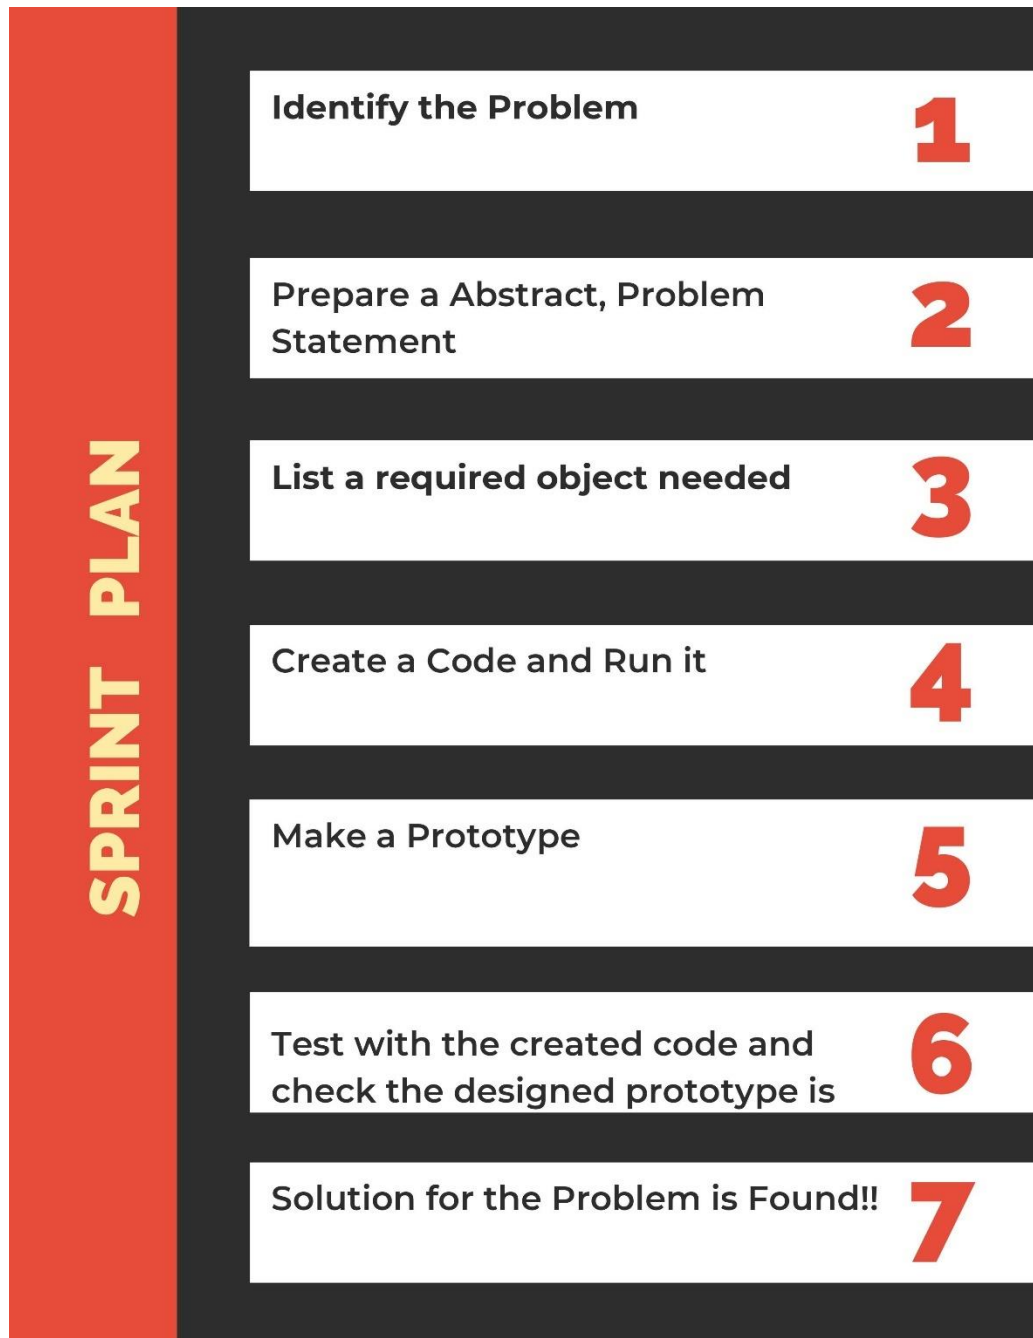 SPRINT PLAN
Identify the Problem
1
Prepare a Abstract, Problem
Statement
2
List a required object needed
3
Create a Code and Run it
4
Make a Prototype
5
Test with the created code and
check the designed prototype is
6
Solution for the Problem is Found!!
7